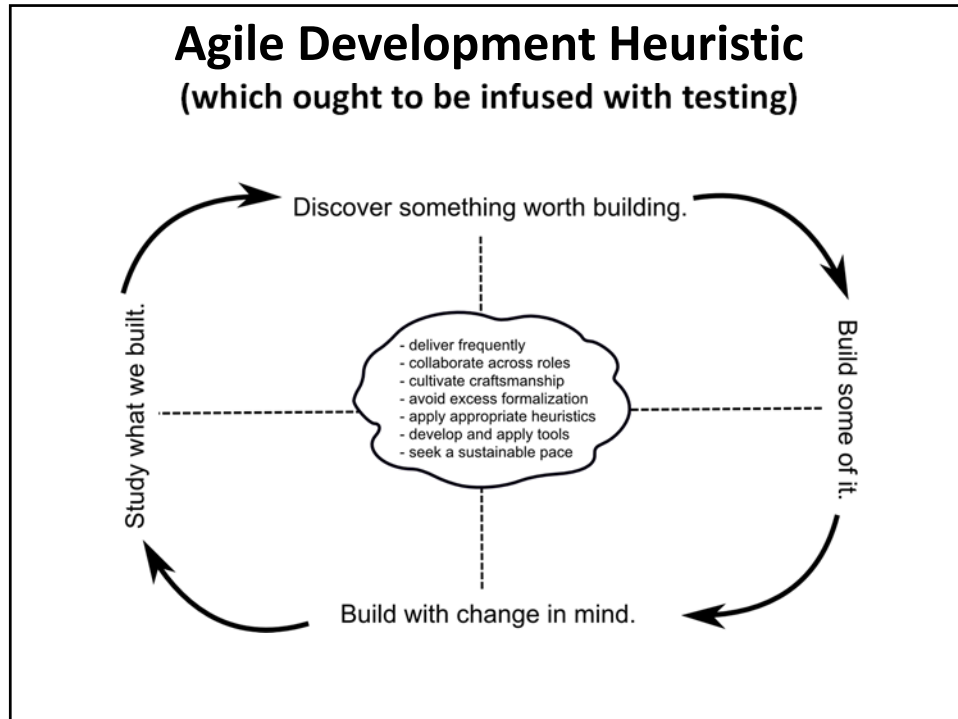 Agile Development Heuristic
(which ought to be infused with testing)
Discover something worth building.
Build some of it.
Build with change in mind.
Study what we built.
- deliver frequently
- collaborate across roles
- cultivate craftsmanship
- avoid excess formalization
- apply appropriate heuristics
- develop and apply tools
- seek a sustainable pace